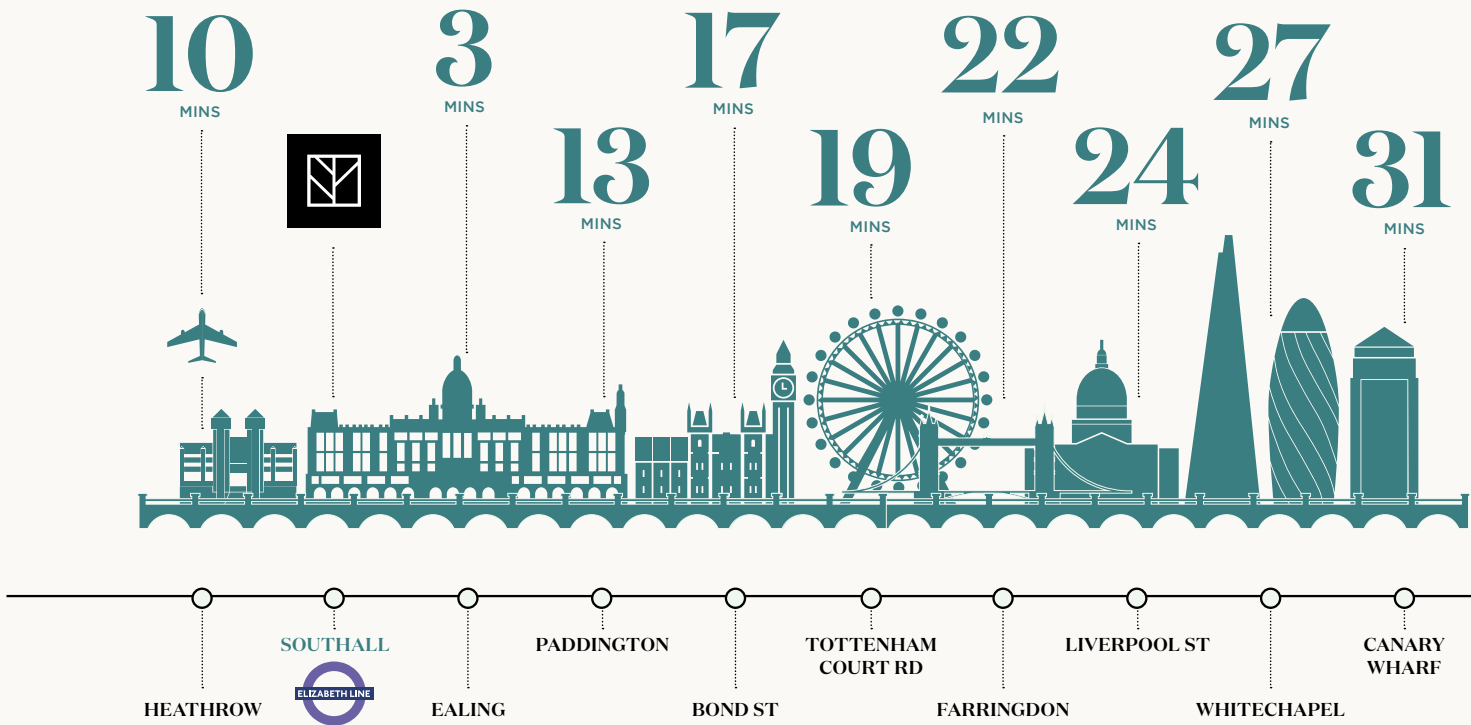 10
MINS
3
MINS
17
MINS
22
MINS
27
MINS
13
MINS
19
MINS
24
MINS
31
MINS
SOUTHALL
ELIZABETH LINE
PADDINGTON
TOTTENHAM
COURT RD
LIVERPOOL ST
CANARY
WHARF
HEATHROW
EALING
BOND ST
FARRINGDON
WHITECHAPEL